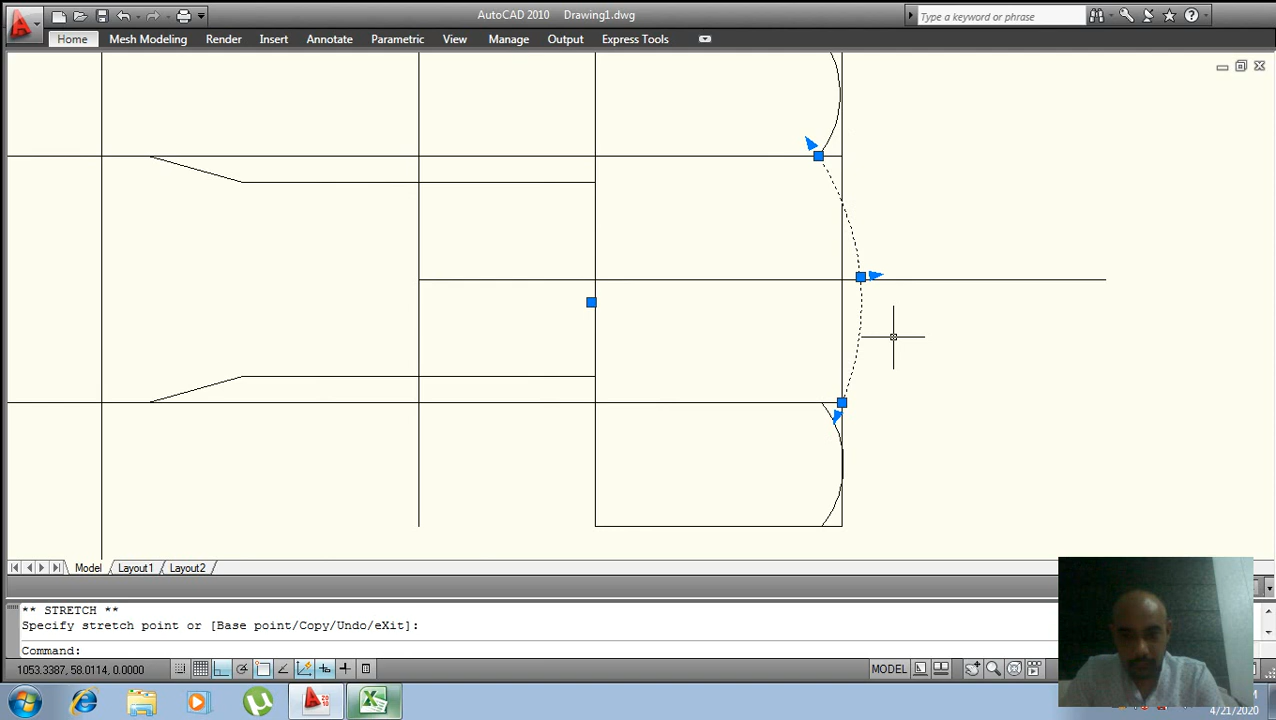 AutoCAD 2010 Drawing1.dwg
Type a keyword or phrase
Home Mesh Modeling Render Insert Annotate Parametric View Manage Output Express Tools
Model Layout1 Layout2
** STRETCH **
Specify stretch point or [Base point/Copy/Undo/eXit]:
Command:
1053.3387, 58.0114, 0.0000
MODEL
4/21/2020